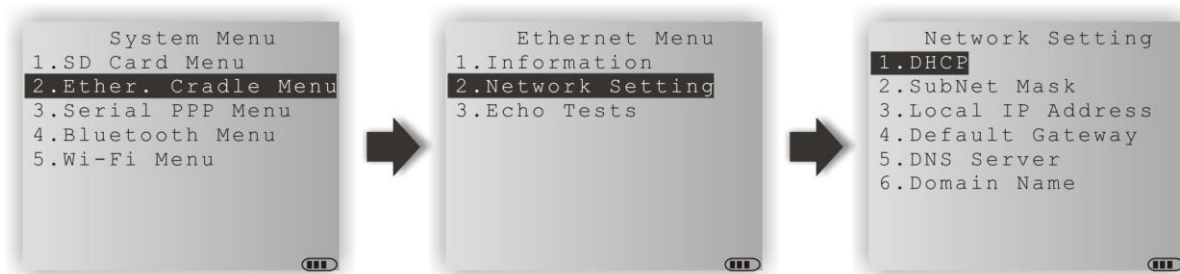 System Menu
1.SD Card Menu
2.Ether. Cradle Menu
3.Serial PPP Menu
4.Bluetooth Menu
5.Wi-Fi Menu
Ethernet Menu
1.Information
2.Network Setting
3.Echo Tests
Network Setting
1.DHCP
2.SubNet Mask
3.Local IP Address
4.Default Gateway
5.DNS Server
6.Domain Name